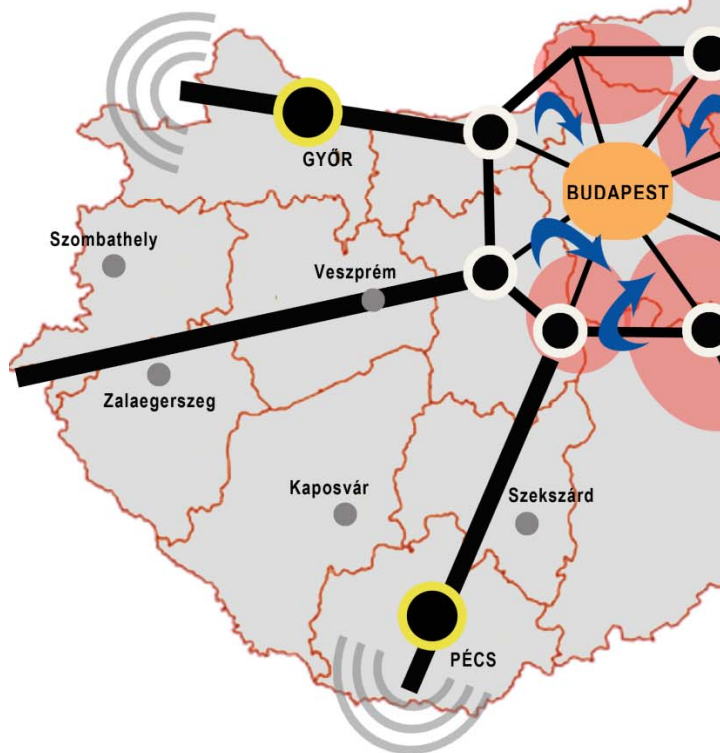 GYŐR
BUDAPEST
Szombathely
Veszprém
Zalaegerszeg
Kaposvár
Szekszárd
PÉCS